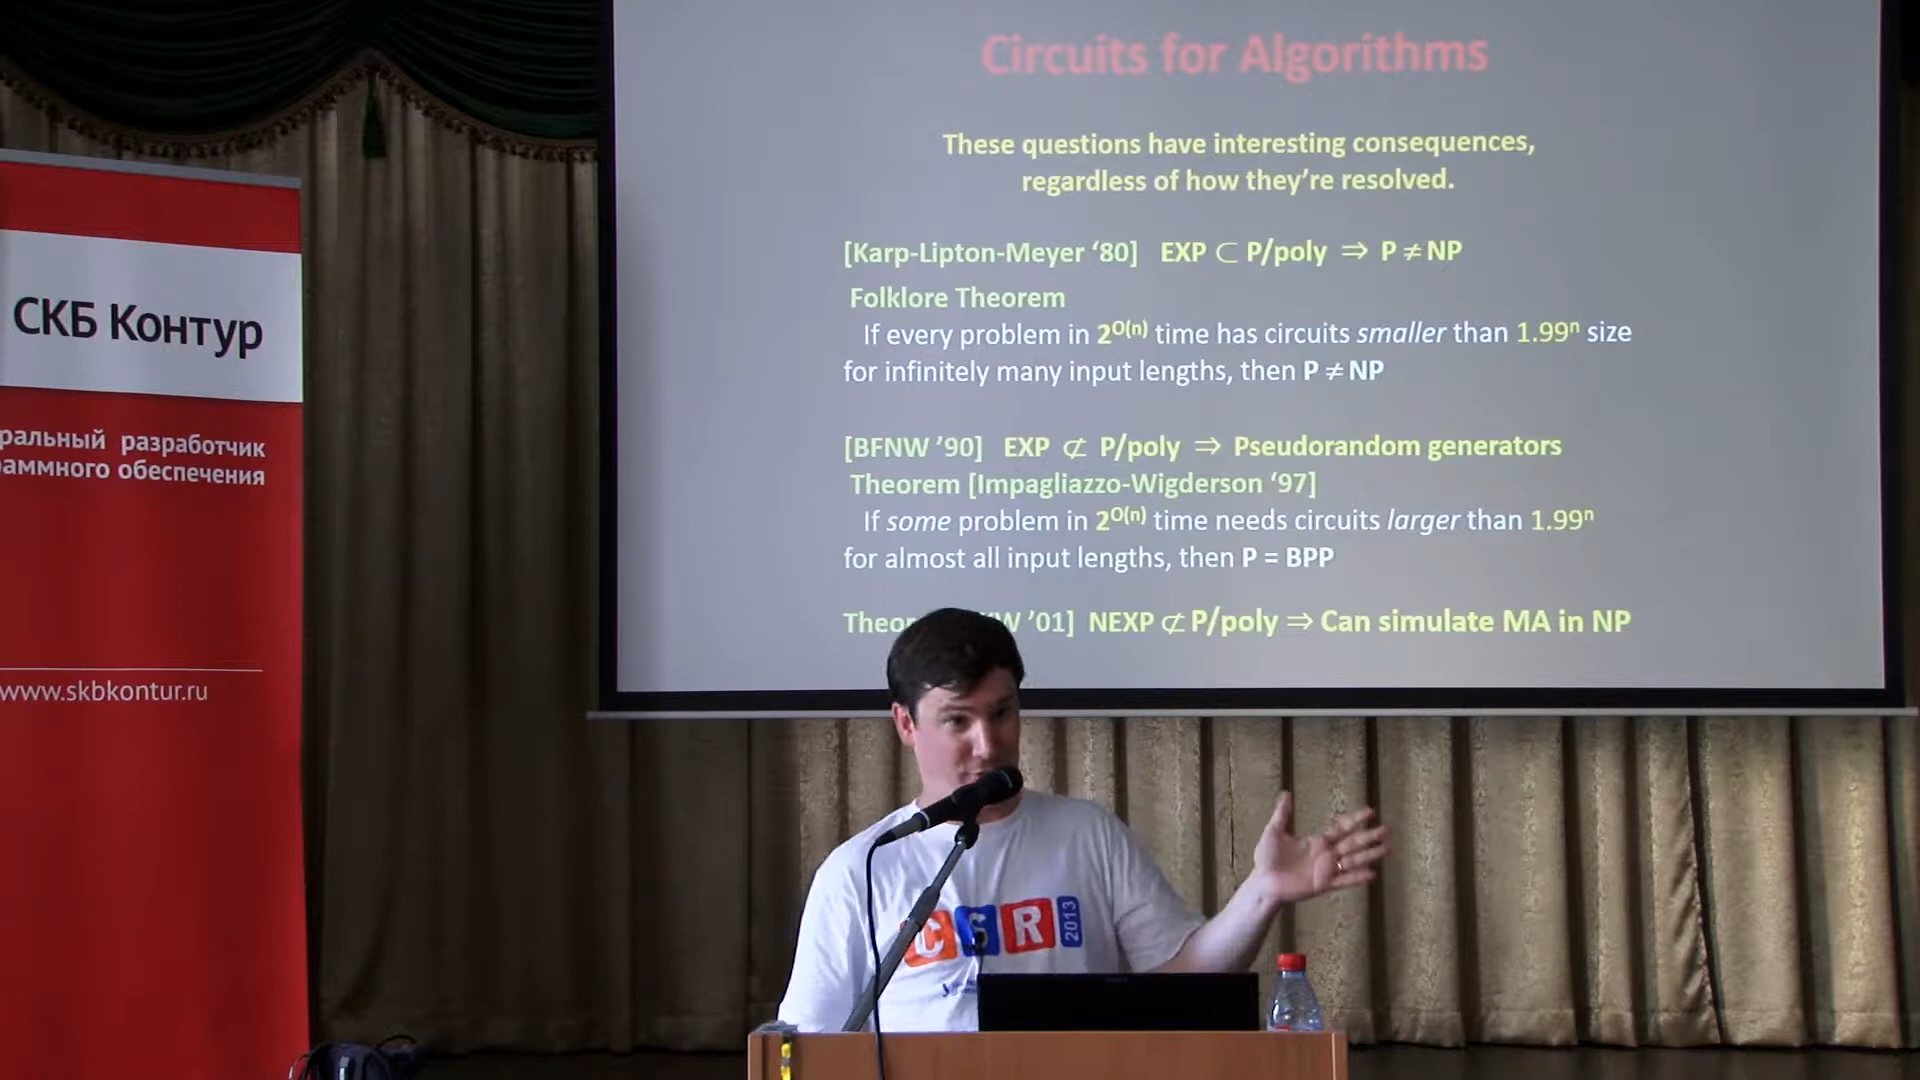 Circuits for Algorithms
These questions have interesting consequences,
regardless of how they’re resolved.
[Karp-Lipton-Meyer ‘80] EXP ⊂ P/poly ⇒ P ≠ NP
Folklore Theorem
If every problem in 2^O(n) time has circuits smaller than 1.99^n size
for infinitely many input lengths, then P ≠ NP
[BFNW ’90] EXP ⊄ P/poly ⇒ Pseudorandom generators
Theorem [Impagliazzo-Wigderson ‘97]
If some problem in 2^O(n) time needs circuits larger than 1.99^n
for almost all input lengths, then P = BPP
’01] NEXP ⊄ P/poly ⇒ Can simulate MA in NP
СКБ Контур
ральный разработчик
раммного обеспечения
www.skbkontur.ru
CSR 2013